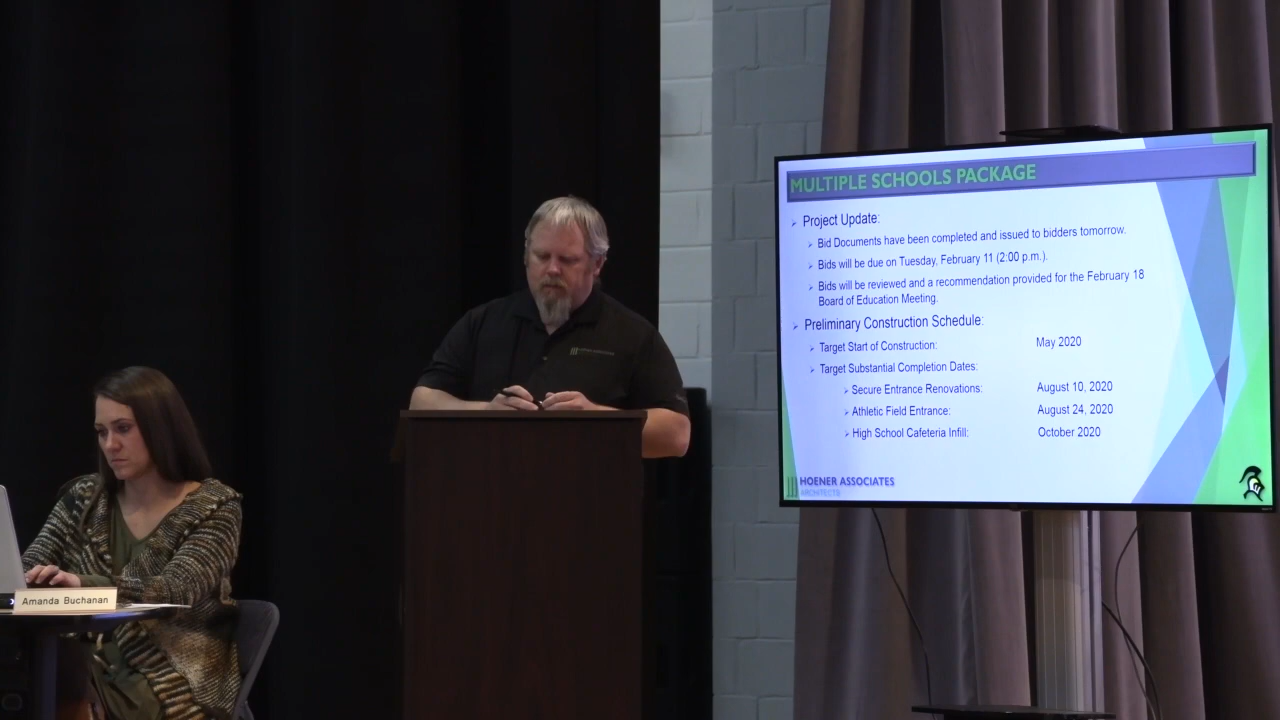 MULTIPLE SCHOOLS PACKAGE
Project Update:
Bid Documents have been completed and issued to bidders tomorrow.
Bids will be due on Tuesday, February 11 (2:00 p.m.).
Bids will be reviewed and a recommendation provided for the February 18
Board of Education Meeting.
Preliminary Construction Schedule:
Target Start of Construction: May 2020
Target Substantial Completion Dates:
Secure Entrance Renovations: August 10, 2020
Athletic Field Entrance: August 24, 2020
High School Cafeteria Infill: October 2020
HOENER ASSOCIATES
ARCHITECTS
Amanda Buchanan